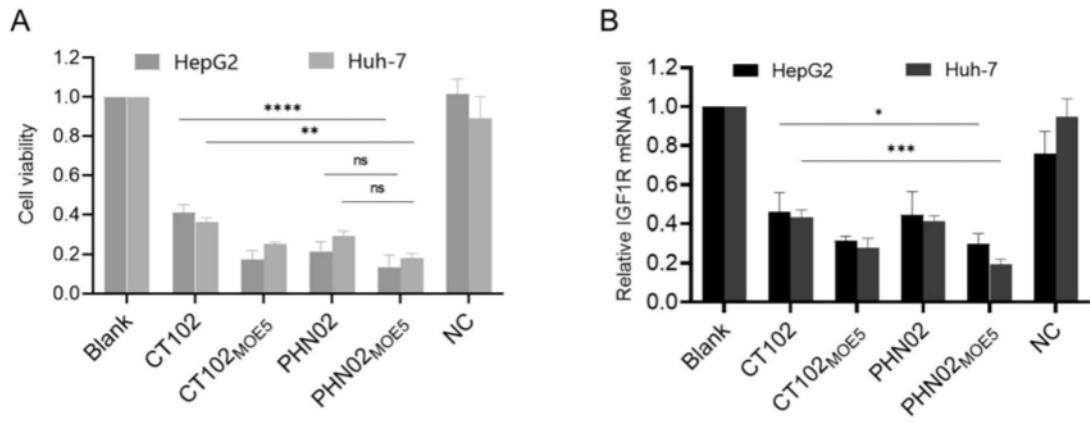 A
HepG2
Huh-7
Cell viability
1.2
1.0
0.8
0.6
0.4
0.2
0.0
****
**
ns
ns
Blank
CT102
CT102MOE5
PHN02
PHN02MOE5
NC
B
HepG2
Huh-7
Relative IGF1R mRNA level
1.2
1.0
0.8
0.6
0.4
0.2
0.0
*
***
Blank
CT102
CT102MOE5
PHN02
PHN02MOE5
NC